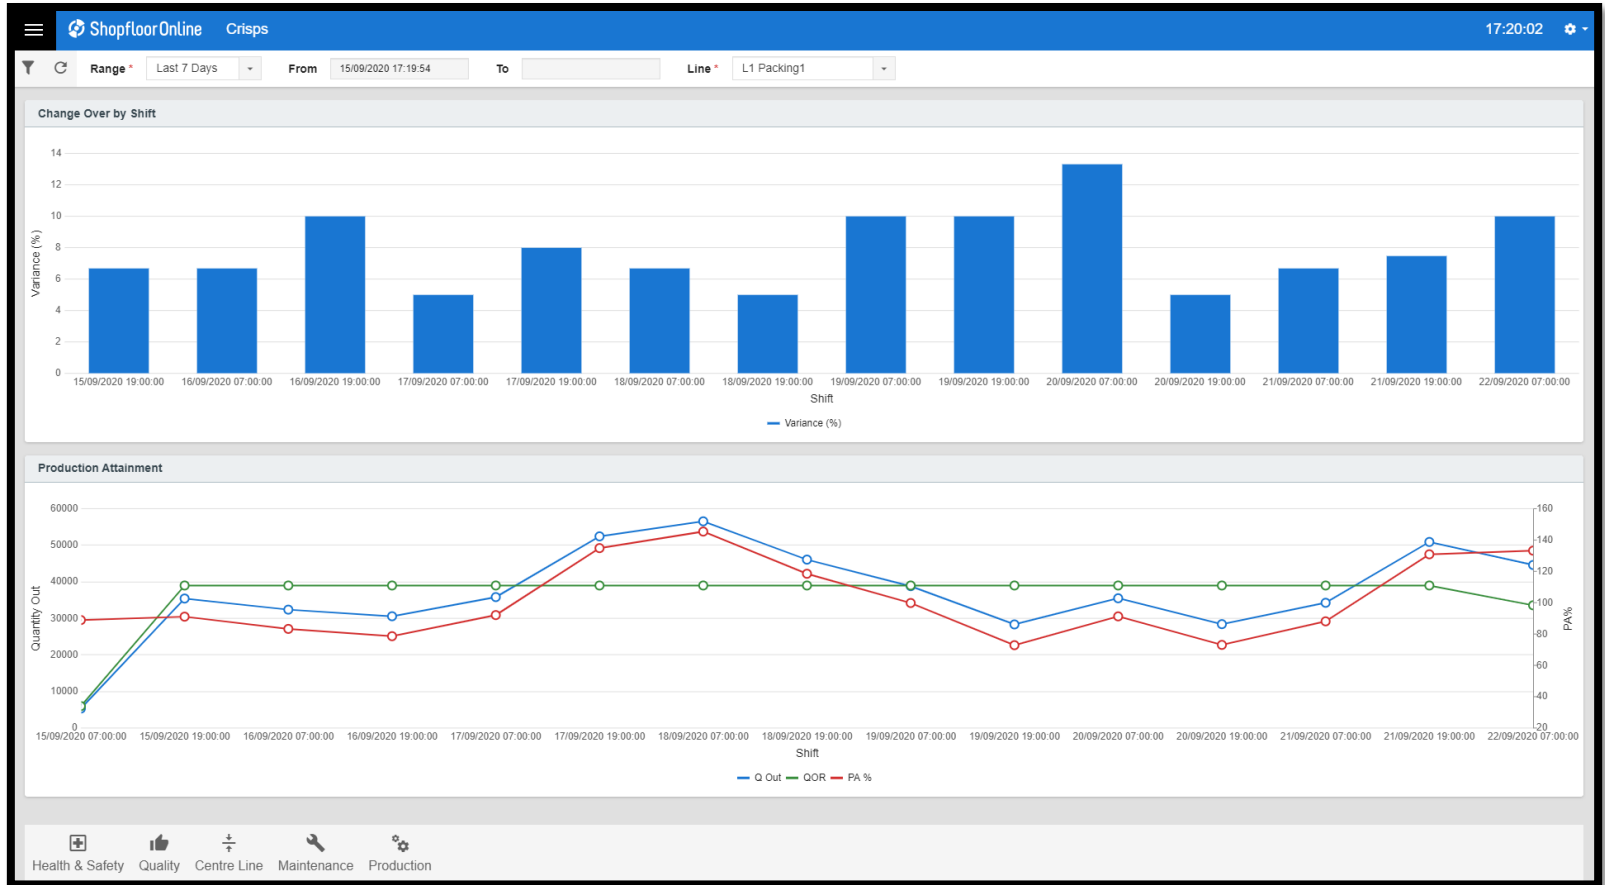 ShopfloorOnline Crisps 17:20:02
Range * Last 7 Days From 15/09/2020 17:19:54 To Line * L1 Packing1
Change Over by Shift
14
12
10
8
6
4
2
0
Variance (%)
15/09/2020 19:00:00 16/09/2020 07:00:00 16/09/2020 19:00:00 17/09/2020 07:00:00 17/09/2020 19:00:00 18/09/2020 07:00:00 18/09/2020 19:00:00 19/09/2020 07:00:00 19/09/2020 19:00:00 20/09/2020 07:00:00 20/09/2020 19:00:00 21/09/2020 07:00:00 21/09/2020 19:00:00 22/09/2020 07:00:00
Shift
Variance (%)
Production Attainment
60000
50000
40000
30000
20000
10000
0
Quantity Out
160
140
120
100
80
60
40
20
PA%
15/09/2020 07:00:00 15/09/2020 19:00:00 16/09/2020 07:00:00 16/09/2020 19:00:00 17/09/2020 07:00:00 17/09/2020 19:00:00 18/09/2020 07:00:00 18/09/2020 19:00:00 19/09/2020 07:00:00 19/09/2020 19:00:00 20/09/2020 07:00:00 20/09/2020 19:00:00 21/09/2020 07:00:00 21/09/2020 19:00:00 22/09/2020 07:00:00
Shift
Q Out QOR PA %
Health & Safety Quality Centre Line Maintenance Production